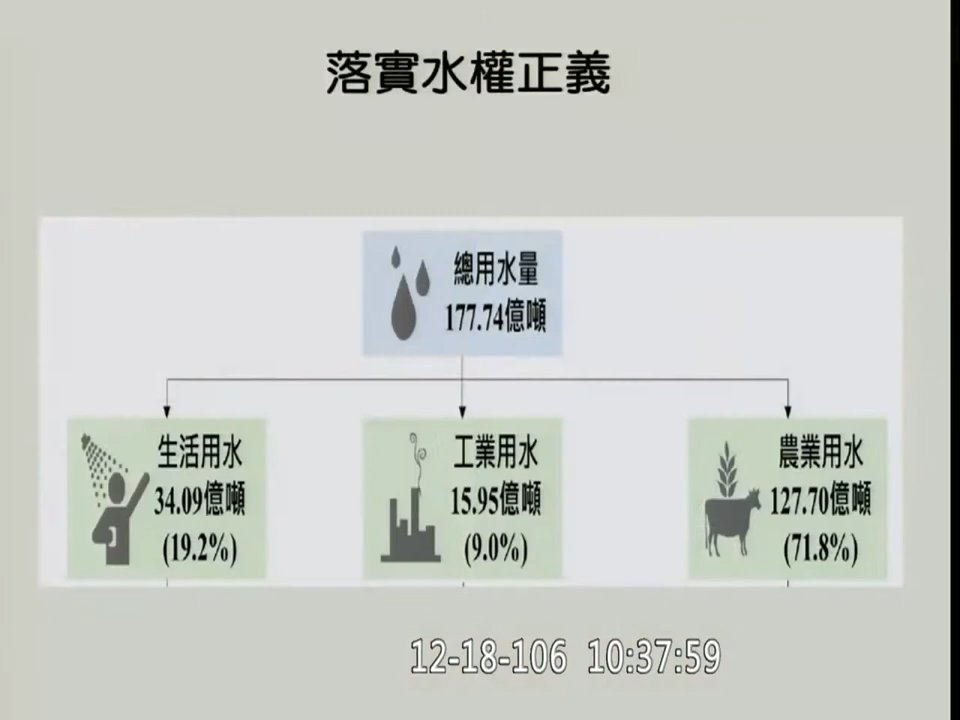 落實水權正義
總用水量
177.74億噸
生活用水
34.09億噸
(19.2%)
工業用水
15.95億噸
(9.0%)
農業用水
127.70億噸
(71.8%)
12-18-106 10:37:59